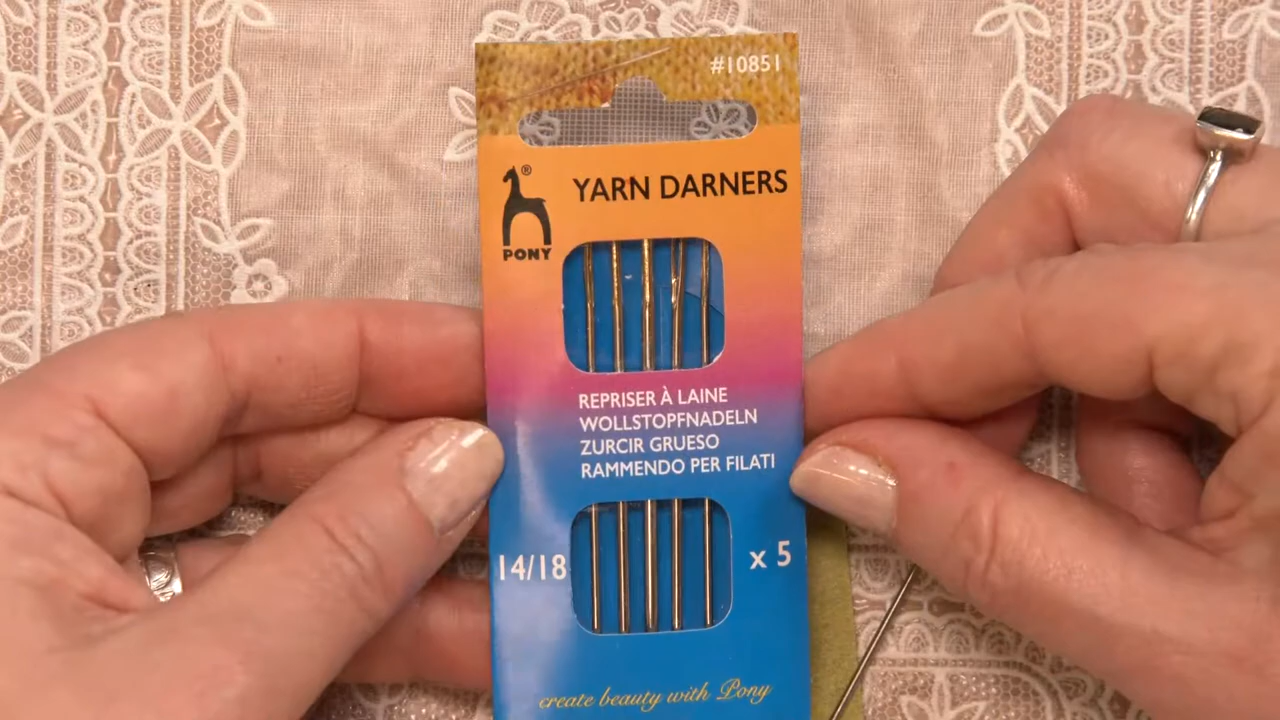 #10851
YARN DARNERS
®
PONY
REPRISER À LAINE
WOLLSTOPFNADELN
ZURCIR GRUESO
RAMMENDO PER FILATI
14/18
x 5
create beauty with Pony